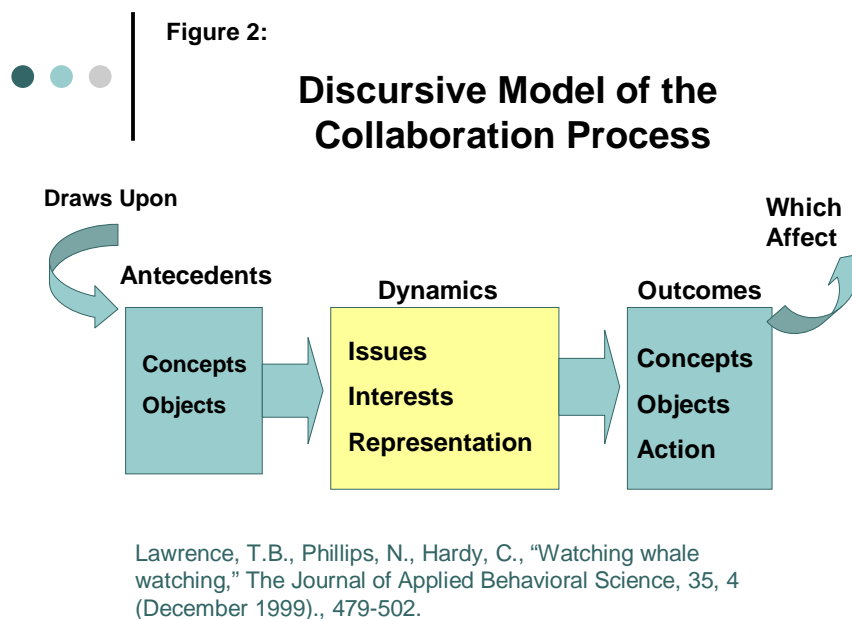 Figure 2:
Discursive Model of the
Collaboration Process
Draws Upon
Which
Affect
Antecedents
Dynamics
Outcomes
Concepts
Objects
Issues
Interests
Representation
Concepts
Objects
Action
Lawrence, T.B., Phillips, N., Hardy, C., “Watching whale
watching,” The Journal of Applied Behavioral Science, 35, 4
(December 1999)., 479-502.